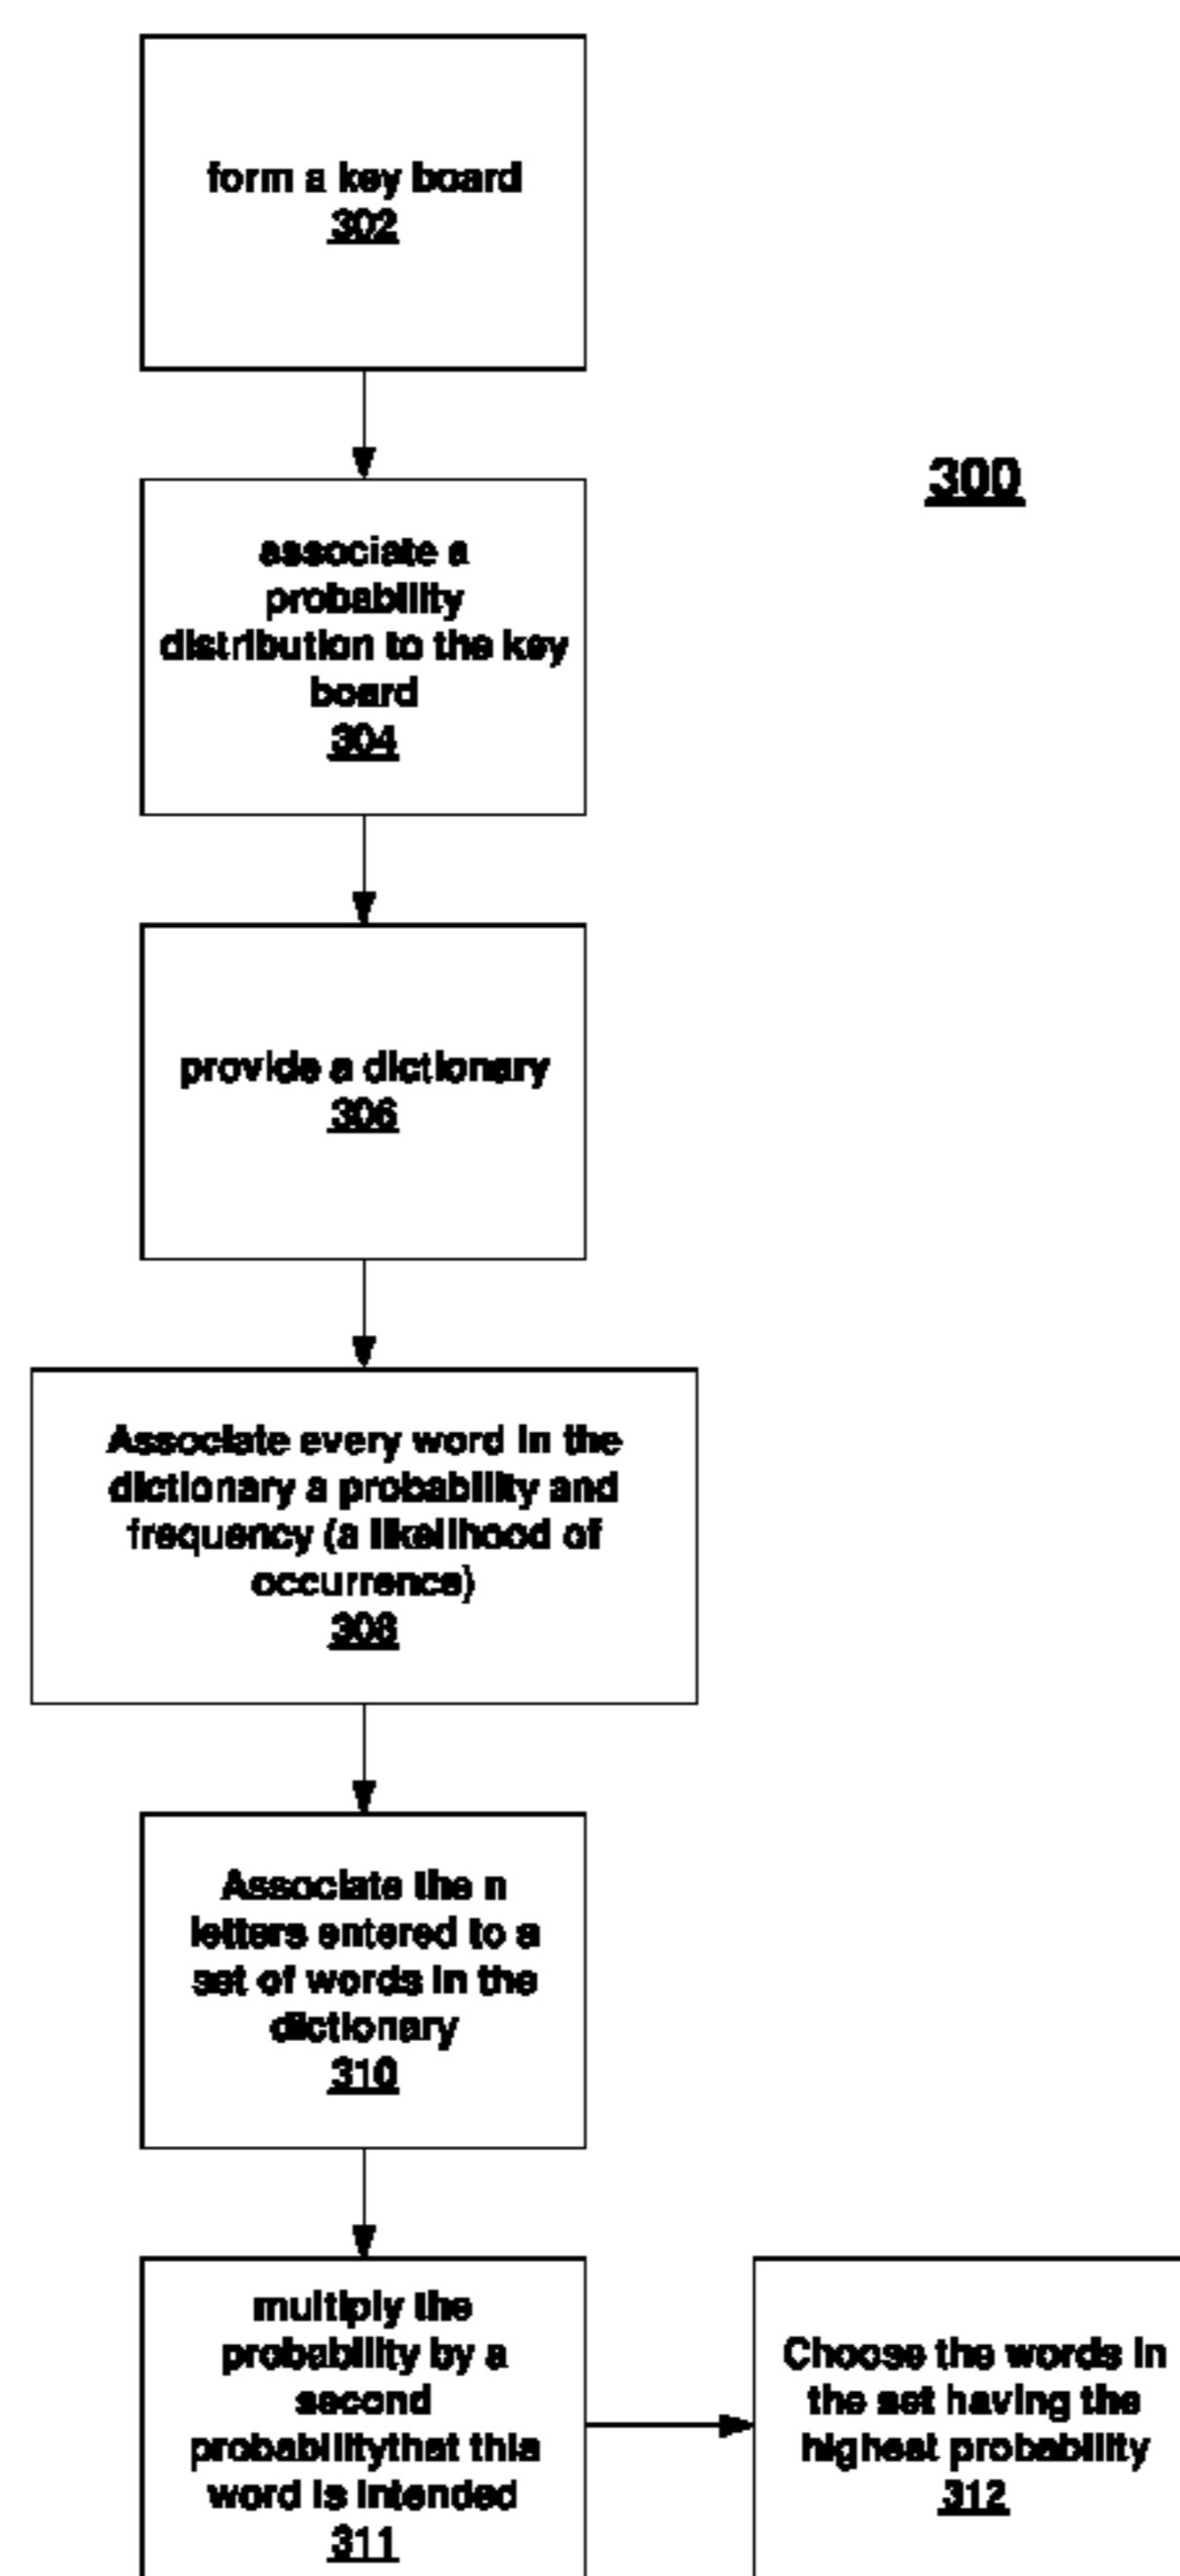 form a key board
302
300
associate a
probability
distribution to the key
board
304
provide a dictionary
306
Associate every word in the
dictionary a probability and
frequency (a likelihood of
occurrence)
308
Associate the n
letters entered to a
set of words in the
dictionary
310
multiply the
probability by a
second
probabilitythat this
word is intended
311
Choose the words in
the set having the
highest probability
312